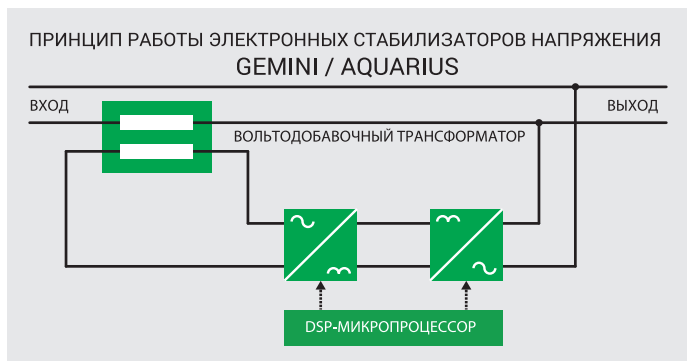 ПРИНЦИП РАБОТЫ ЭЛЕКТРОННЫХ СТАБИЛИЗАТОРОВ НАПРЯЖЕНИЯ
GEMINI / AQUARIUS
ВХОД
ВЫХОД
ВОЛЬТОДОБАВОЧНЫЙ ТРАНСФОРМАТОР
DSP-МИКРОПРОЦЕССОР